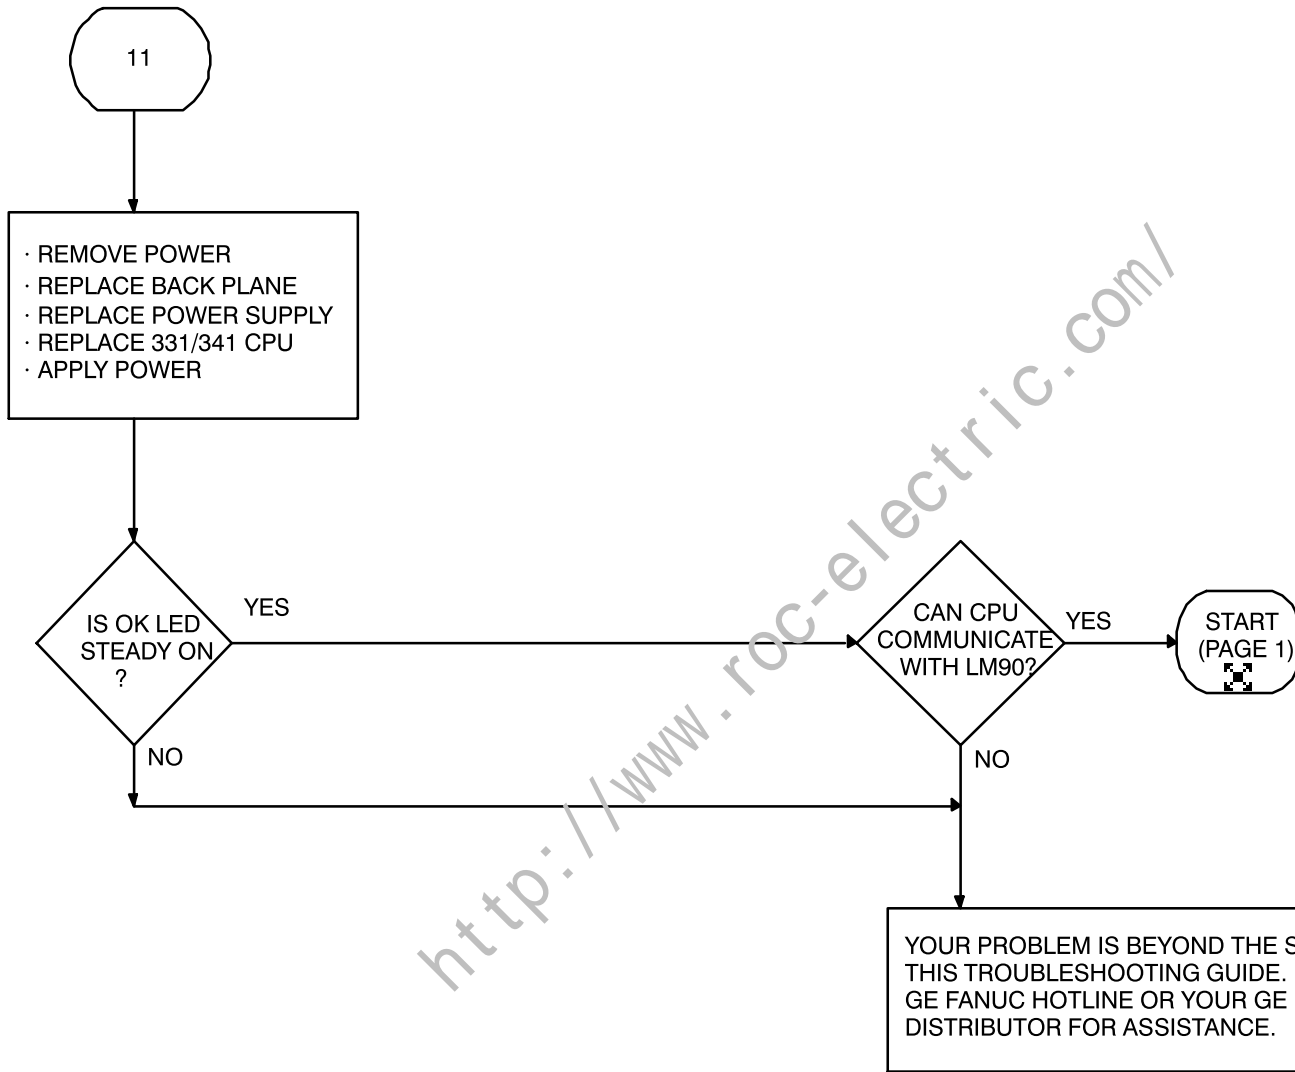 11
· REMOVE POWER
· REPLACE BACK PLANE
· REPLACE POWER SUPPLY
· REPLACE 331/341 CPU
· APPLY POWER
IS OK LED
STEADY ON
?
YES
NO
CAN CPU
COMMUNICATE
WITH LM90?
YES
NO
START
(PAGE 1)
YOUR PROBLEM IS BEYOND THE S
THIS TROUBLESHOOTING GUIDE.
GE FANUC HOTLINE OR YOUR GE
DISTRIBUTOR FOR ASSISTANCE.
http://www.roc-electric.com/